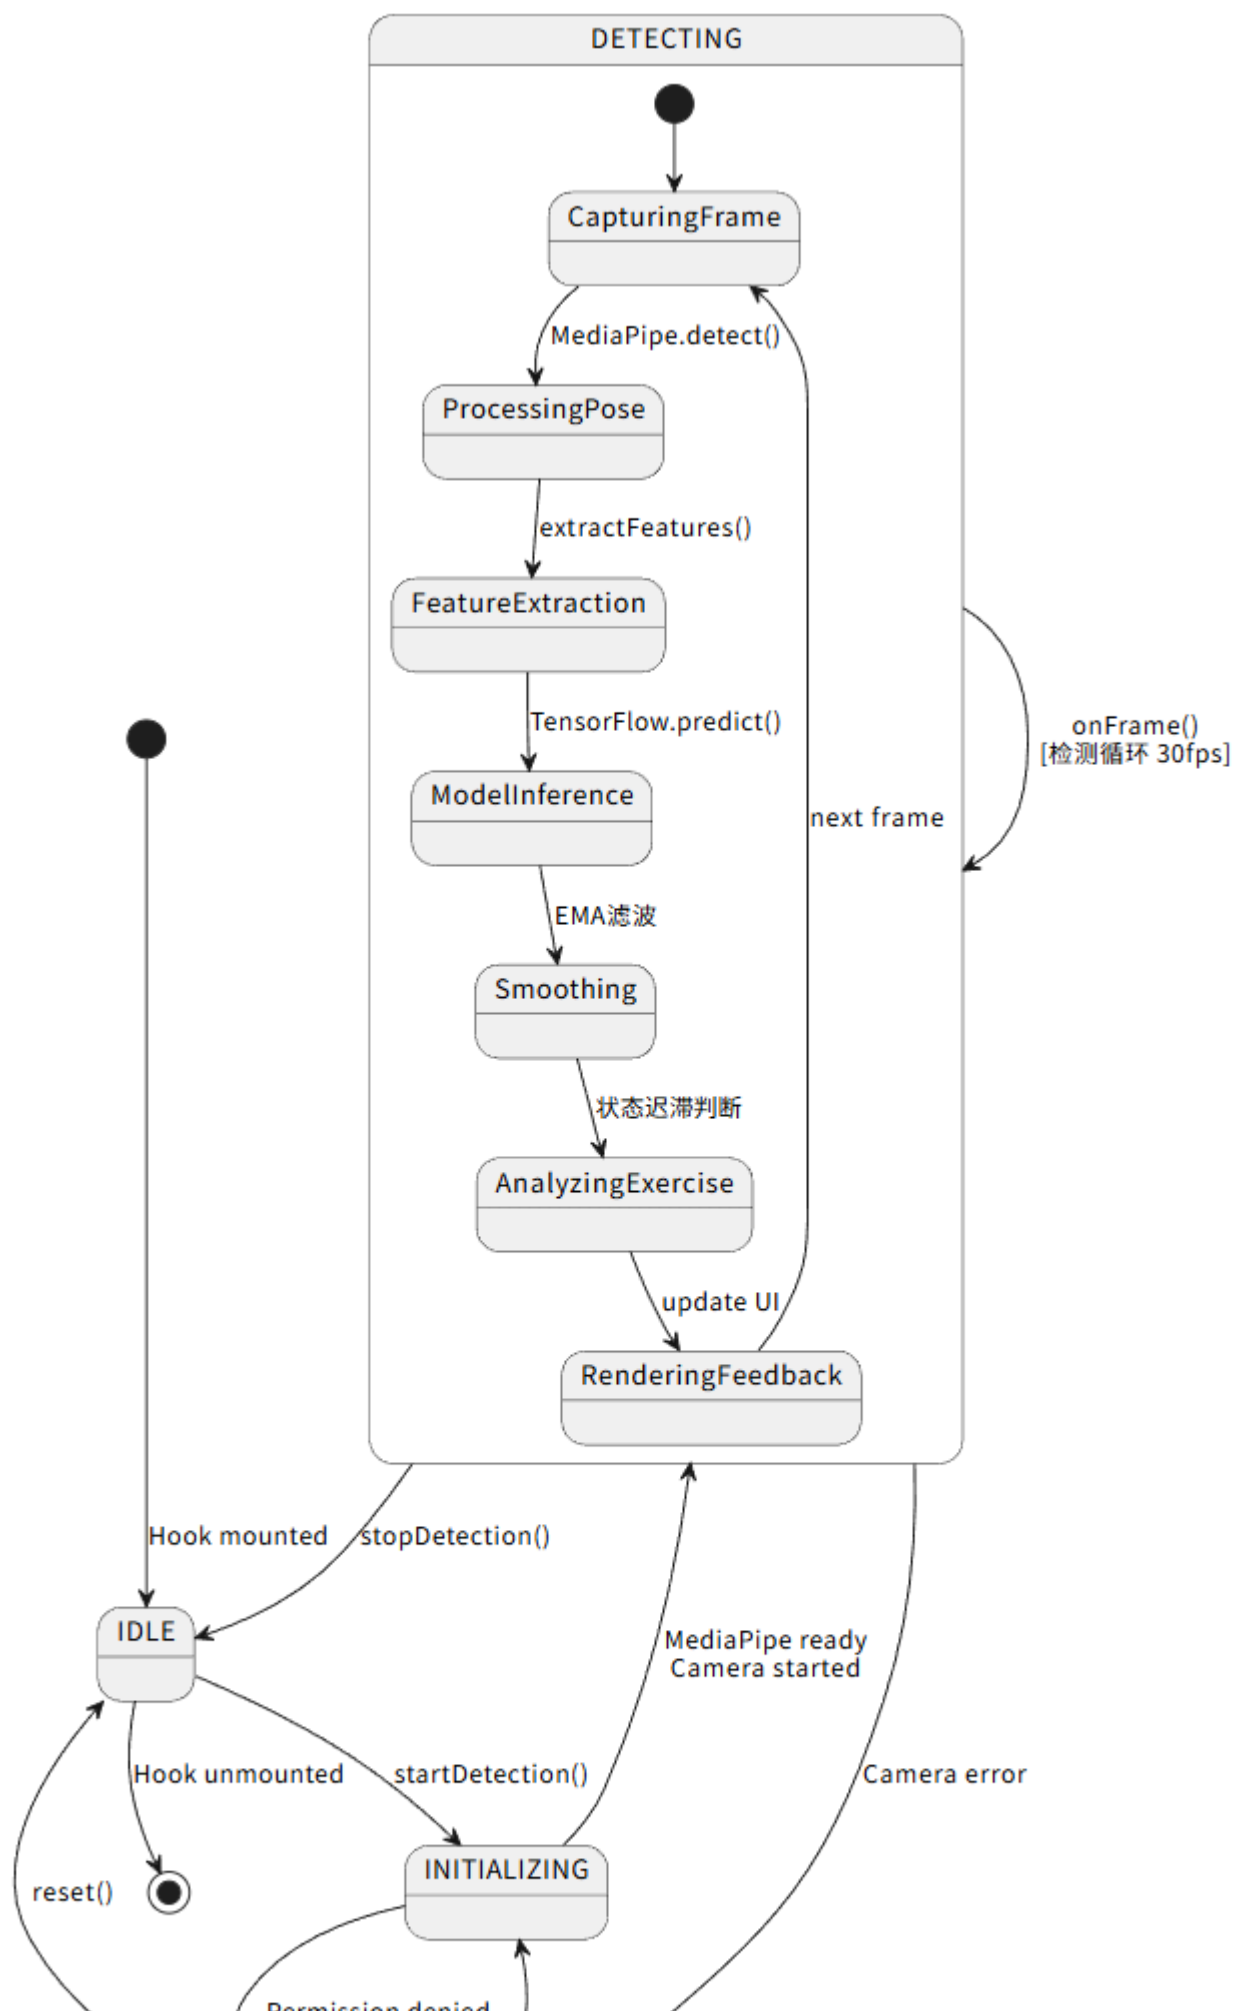 DETECTING
CapturingFrame
MediaPipe.detect()
ProcessingPose
extractFeatures()
FeatureExtraction
TensorFlow.predict()
onFrame()
[检测循环 30fps]
ModelInference
next frame
EMA滤波
Smoothing
状态迟滞判断
AnalyzingExercise
update UI
RenderingFeedback
Hook mounted
stopDetection()
IDLE
MediaPipe ready
Camera started
Hook unmounted
startDetection()
Camera error
INITIALIZING
reset()
Permission denied